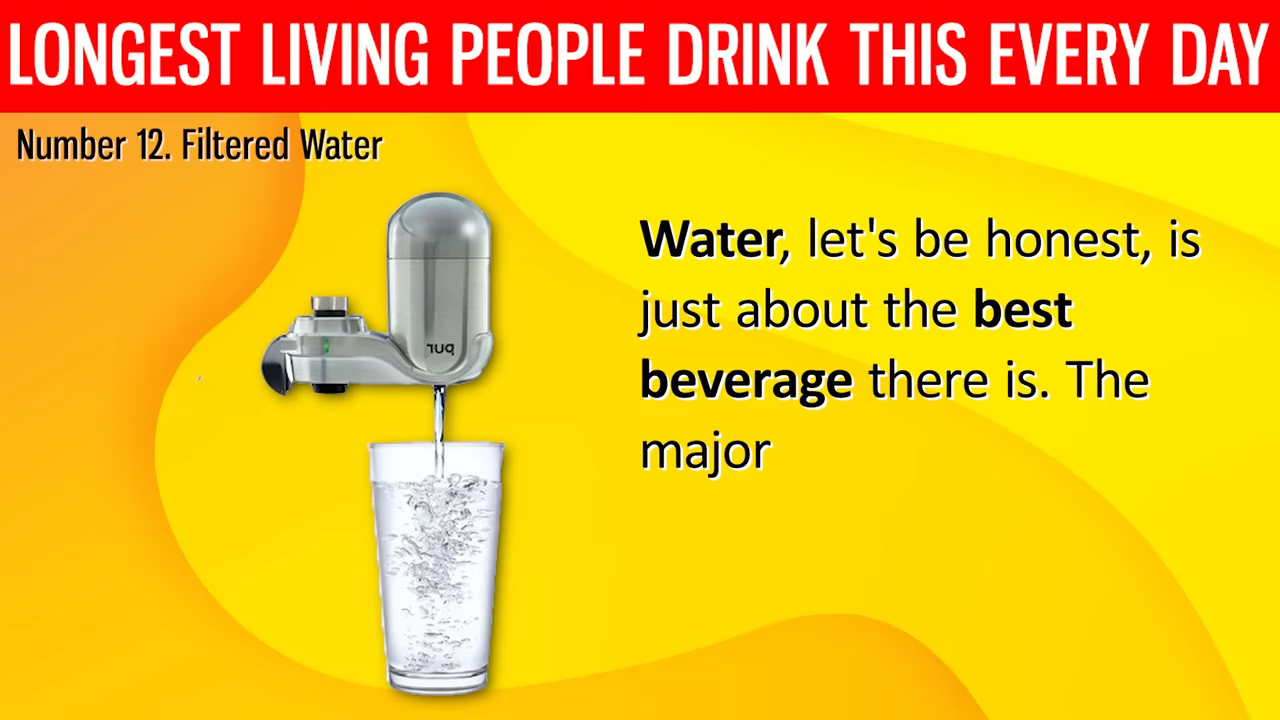 LONGEST LIVING PEOPLE DRINK THIS EVERY DAY
Number 12. Filtered Water
pur
Water, let's be honest, is
just about the best
beverage there is. The
major